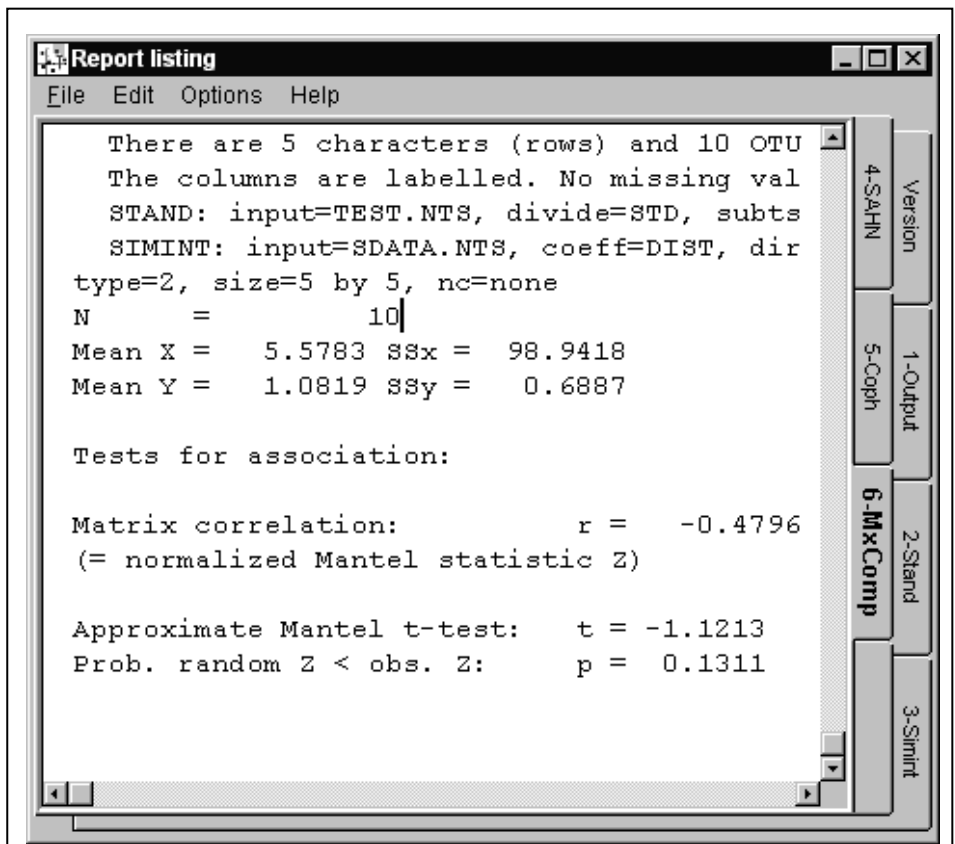 Report listing
File Edit Options Help
There are 5 characters (rows) and 10 OTU
The columns are labelled. No missing val
STAND: input=TEST.NTS, divide=STD, subts
SIMINT: input=SDATA.NTS, coeff=DIST, dir
type=2, size=5 by 5, nc=none
N = 10
Mean X = 5.5783 SSx = 98.9418
Mean Y = 1.0819 SSy = 0.6887
Tests for association:
Matrix correlation: r = -0.4796
(= normalized Mantel statistic Z)
Approximate Mantel t-test: t = -1.1213
Prob. random Z < obs. Z: p = 0.1311
4-SAHN
5-Coph
6-MxComp
Version
1-Output
2-Stand
3-Simint